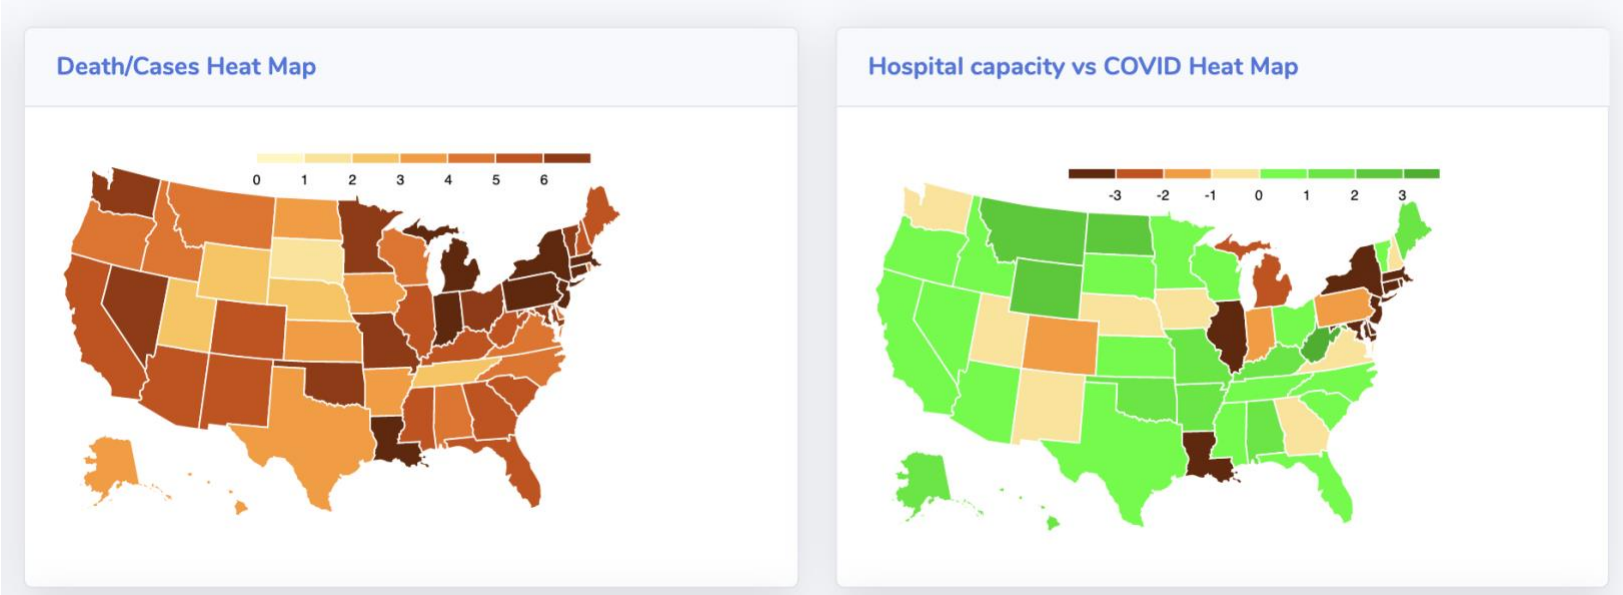 Death/Cases Heat Map
0 1 2 3 4 5 6
Hospital capacity vs COVID Heat Map
-3 -2 -1 0 1 2 3